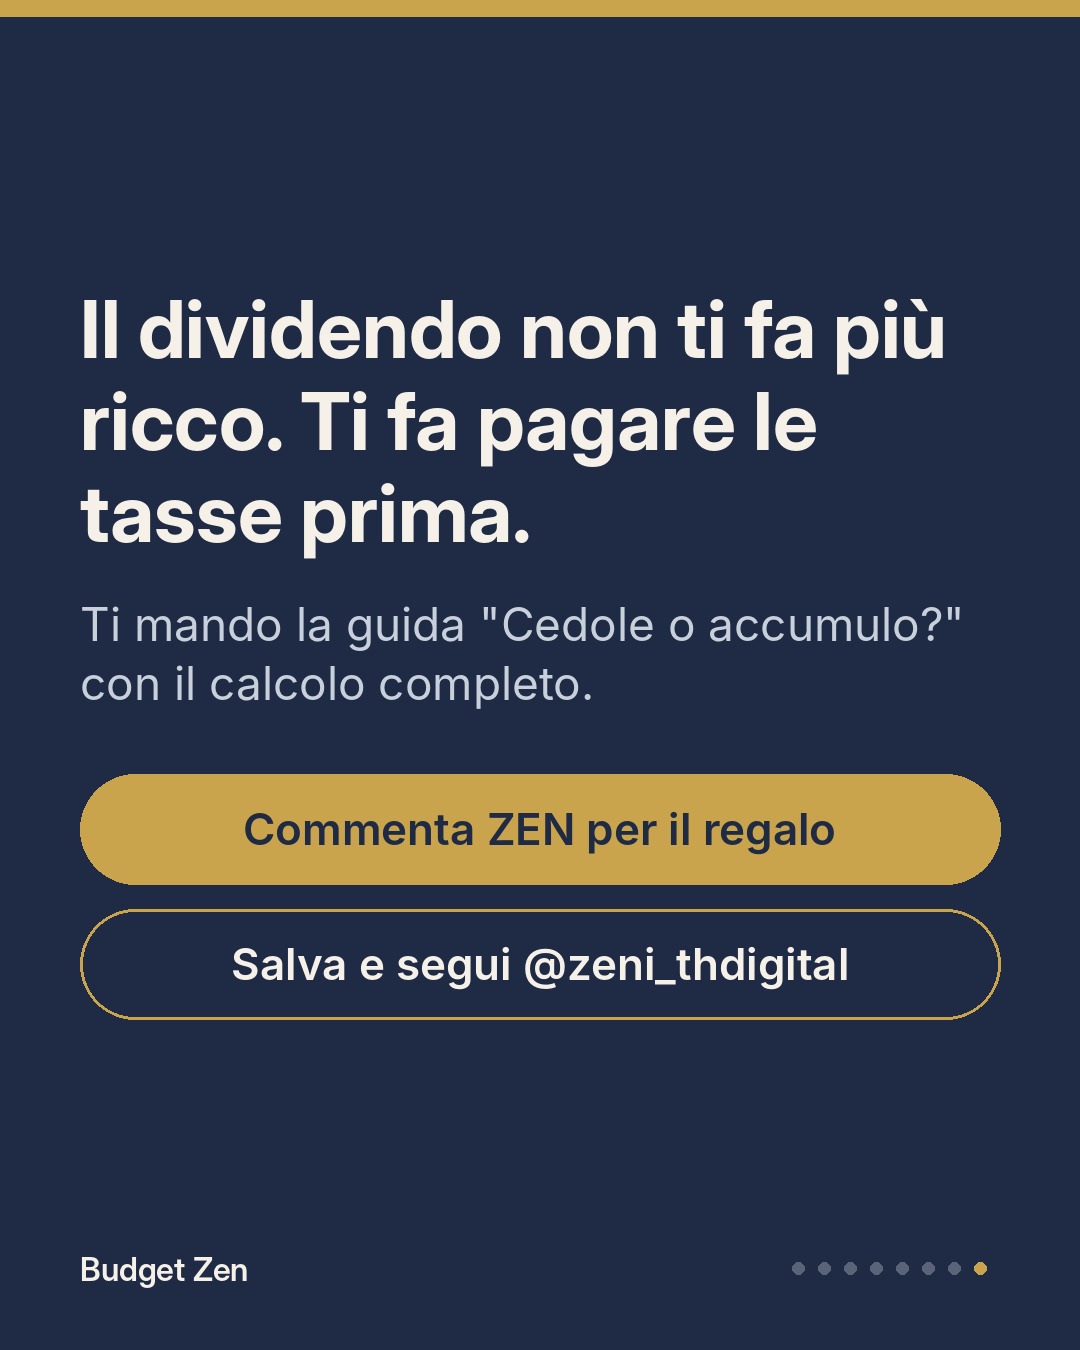 Il dividendo non ti fa più
ricco. Ti fa pagare le
tasse prima.
Ti mando la guida "Cedole o accumulo?"
con il calcolo completo.
Commenta ZEN per il regalo
Salva e segui @zeni_thdigital
Budget Zen